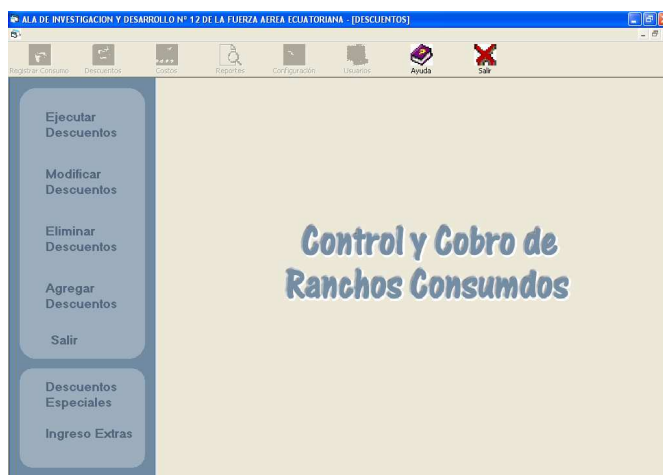 ALA DE INVESTIGACION Y DESARROLLO Nº 12 DE LA FUERZA AEREA ECUATORIANA - [DESCUENTOS]
Registrar Consumo Descuentos Costos Reportes Configuración Usuarios Ayuda Salir
Ejecutar
Descuentos
Modificar
Descuentos
Eliminar
Descuentos
Agregar
Descuentos
Salir
Descuentos
Especiales
Ingreso Extras
Control y Cobro de
Ranchos Consumdos